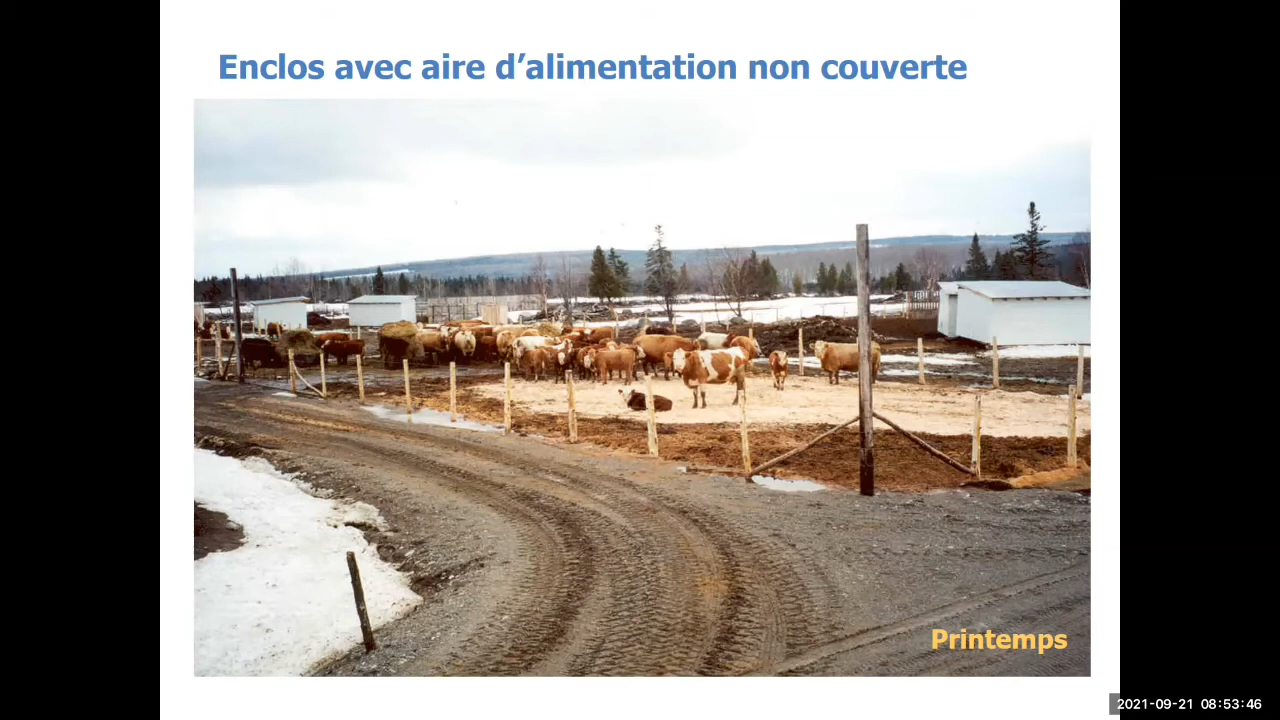 Enclos avec aire d’alimentation non couverte
Printemps
2021-09-21 08:53:46